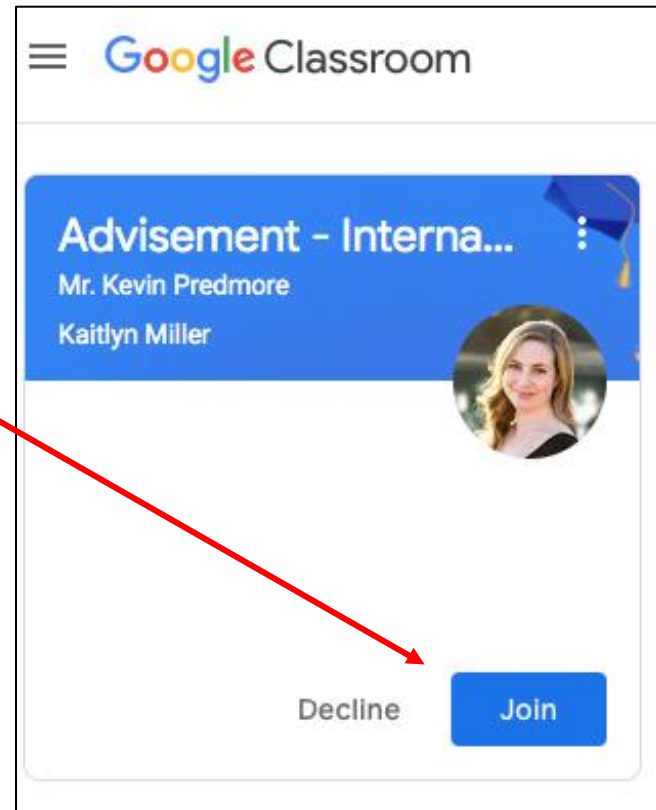 Google Classroom
Advisement - Interna...
Mr. Kevin Predmore
Kaitlyn Miller
Decline Join